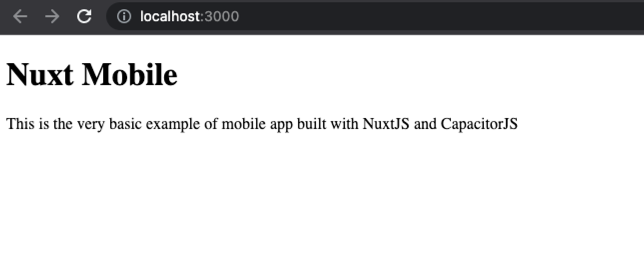 localhost:3000
Nuxt Mobile
This is the very basic example of mobile app built with NuxtJS and CapacitorJS